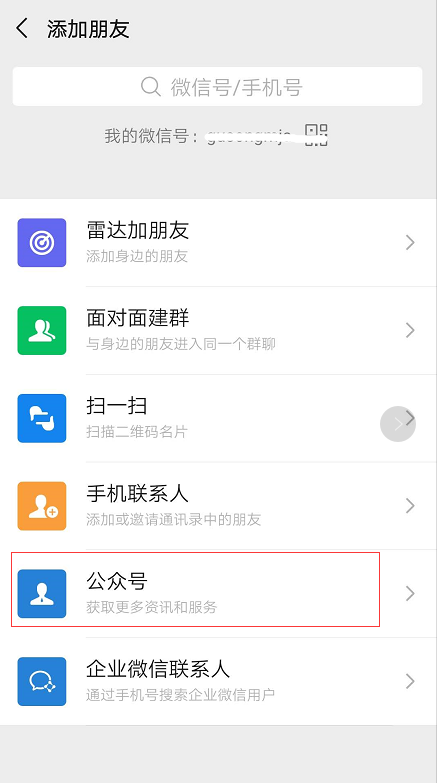 添加朋友
微信号/手机号
我的微信号：
雷达加朋友
添加身边的朋友
面对面建群
与身边的朋友进入同一个群聊
扫一扫
扫描二维码名片
手机联系人
添加或邀请通讯录中的朋友
公众号
获取更多资讯和服务
企业微信联系人
通过手机号搜索企业微信用户